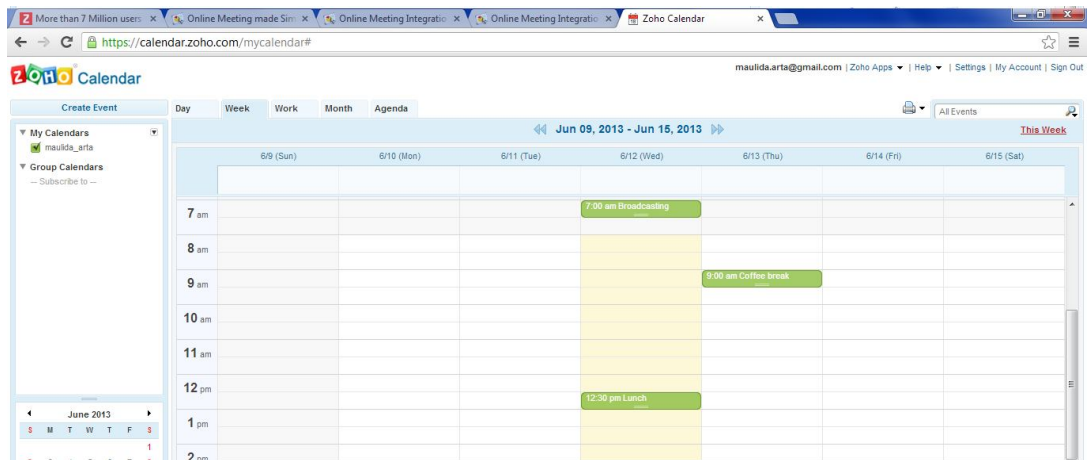 More than 7 Million users
Online Meeting made Sim
Online Meeting Integratio
Online Meeting Integratio
Zoho Calendar
https://calendar.zoho.com/mycalendar#
ZOHO Calendar
maulida.arta@gmail.com | Zoho Apps | Help | Settings | My Account | Sign Out
Create Event
Day Week Work Month Agenda
All Events
My Calendars
maulida_arta
Group Calendars
-- Subscribe to --
Jun 09, 2013 - Jun 15, 2013
This Week
6/9 (Sun) 6/10 (Mon) 6/11 (Tue) 6/12 (Wed) 6/13 (Thu) 6/14 (Fri) 6/15 (Sat)
7 am
7:00 am Broadcasting
8 am
9 am
9:00 am Coffee break
10 am
11 am
12 pm
12:30 pm Lunch
1 pm
2 pm
June 2013
S M T W T F S
1